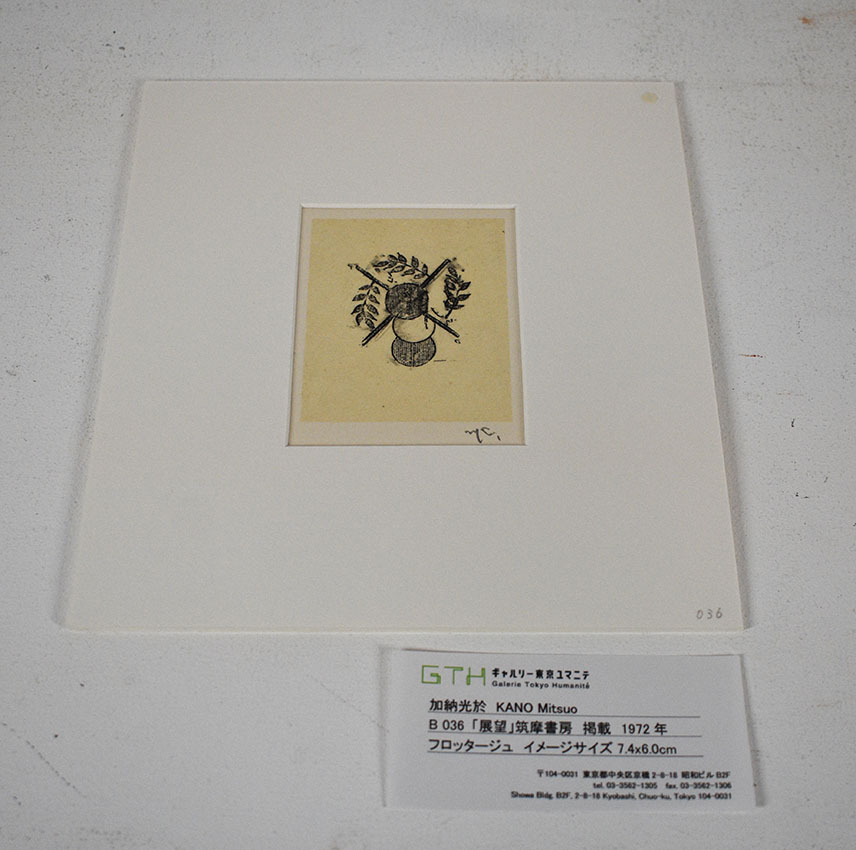 036
GTH ギャルリー東京ユマニテ
Galerie Tokyo Humanité
加納光於 KANO Mitsuo
B 036 「展望」筑摩書房 掲載 1972 年
フロッタージュ イメージサイズ 7.4x6.0cm
〒104-0031 東京都中央区京橋 2-8-18 昭和ビル B2F
tel. 03-3562-1305 fax. 03-3562-1306
Showa Bldg. B2F, 2-8-18 Kyobashi, Chuo-ku, Tokyo 104-0031